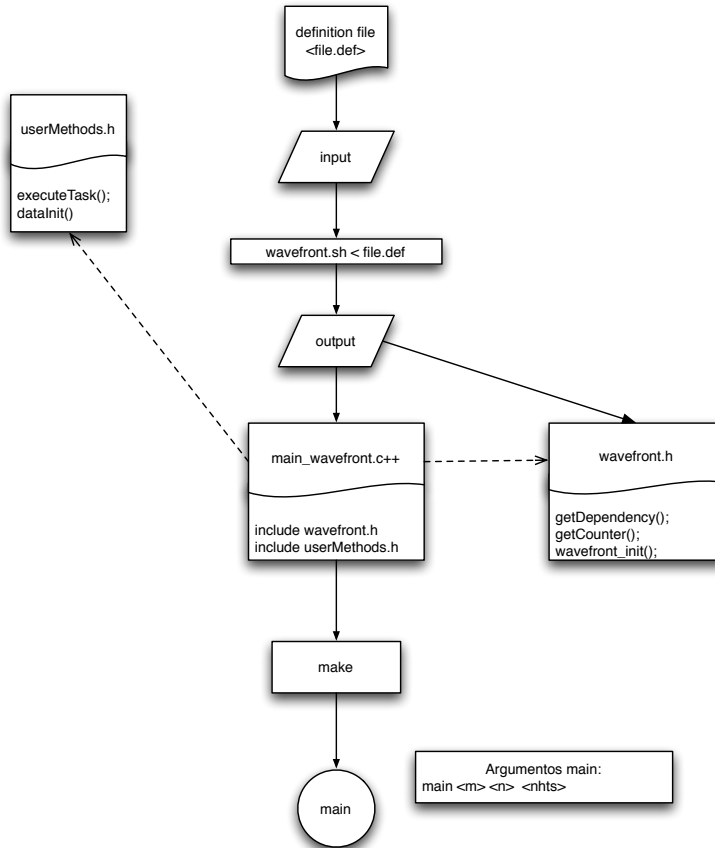 definition file
<file.def>
userMethods.h
executeTask();
dataInit()
input
wavefront.sh < file.def
output
main_wavefront.c++
include wavefront.h
include userMethods.h
wavefront.h
getDependency();
getCounter();
wavefront_init();
make
main
Argumentos main:
main <m> <n> <nhts>